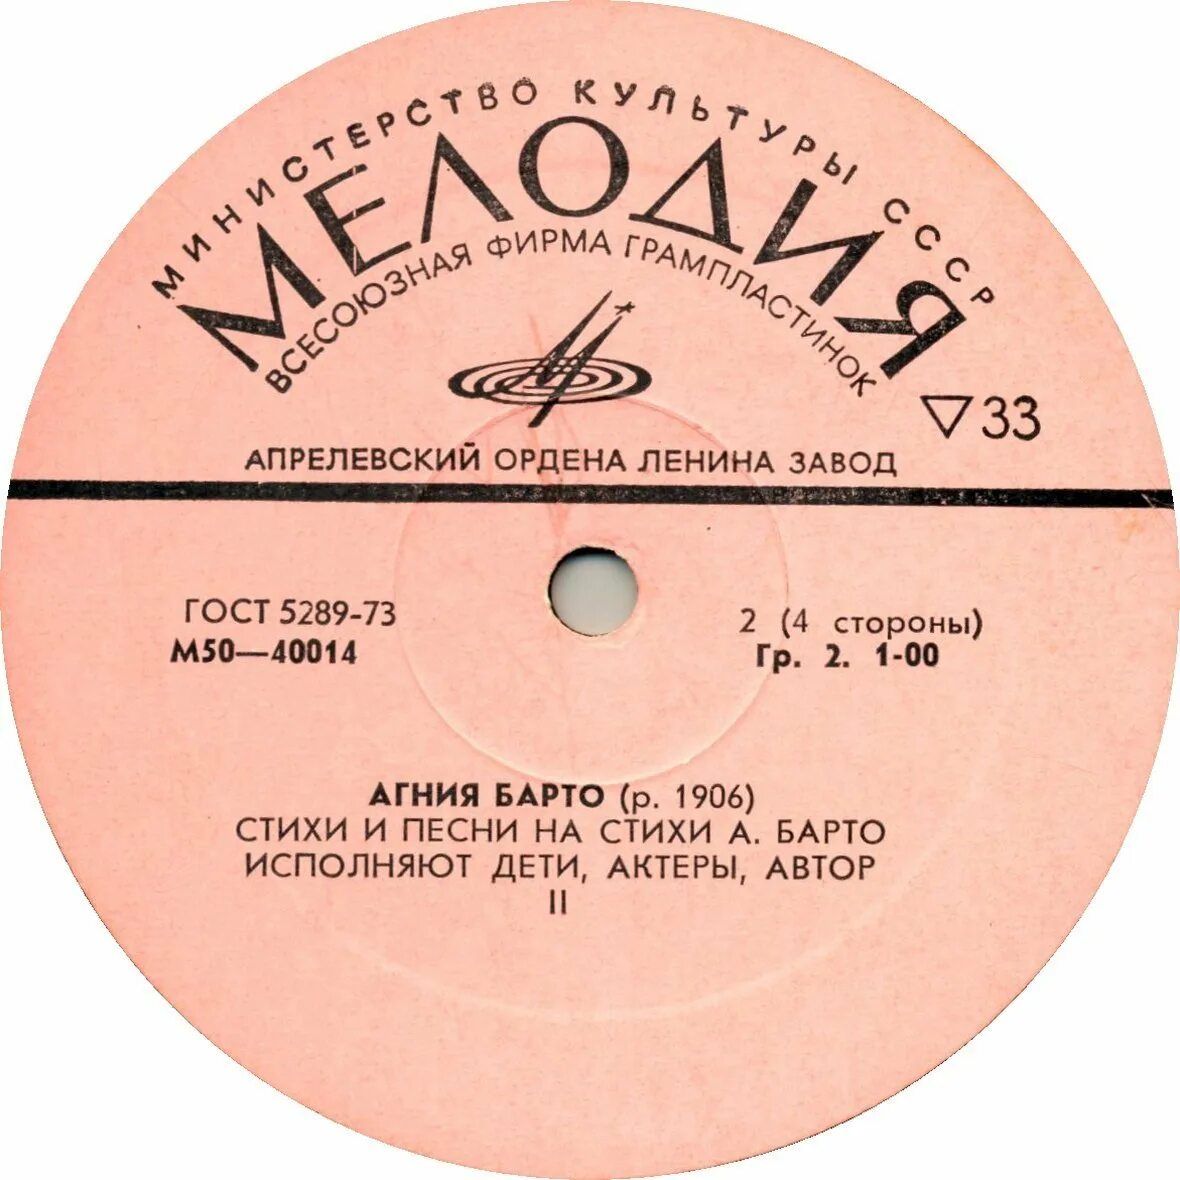 МИНИСТЕРСТВО КУЛЬТУРЫ СССР
МЕЛОДИЯ
ВСЕСОЮЗНАЯ ФИРМА ГРАМПЛАСТИНОК
▽33
АПРЕЛЕВСКИЙ ОРДЕНА ЛЕНИНА ЗАВОД
ГОСТ 5289-73
М50—40014
2 (4 стороны)
Гр. 2. 1-00
АГНИЯ БАРТО (р. 1906)
СТИХИ И ПЕСНИ НА СТИХИ А. БАРТО
ИСПОЛНЯЮТ ДЕТИ, АКТЕРЫ, АВТОР
II